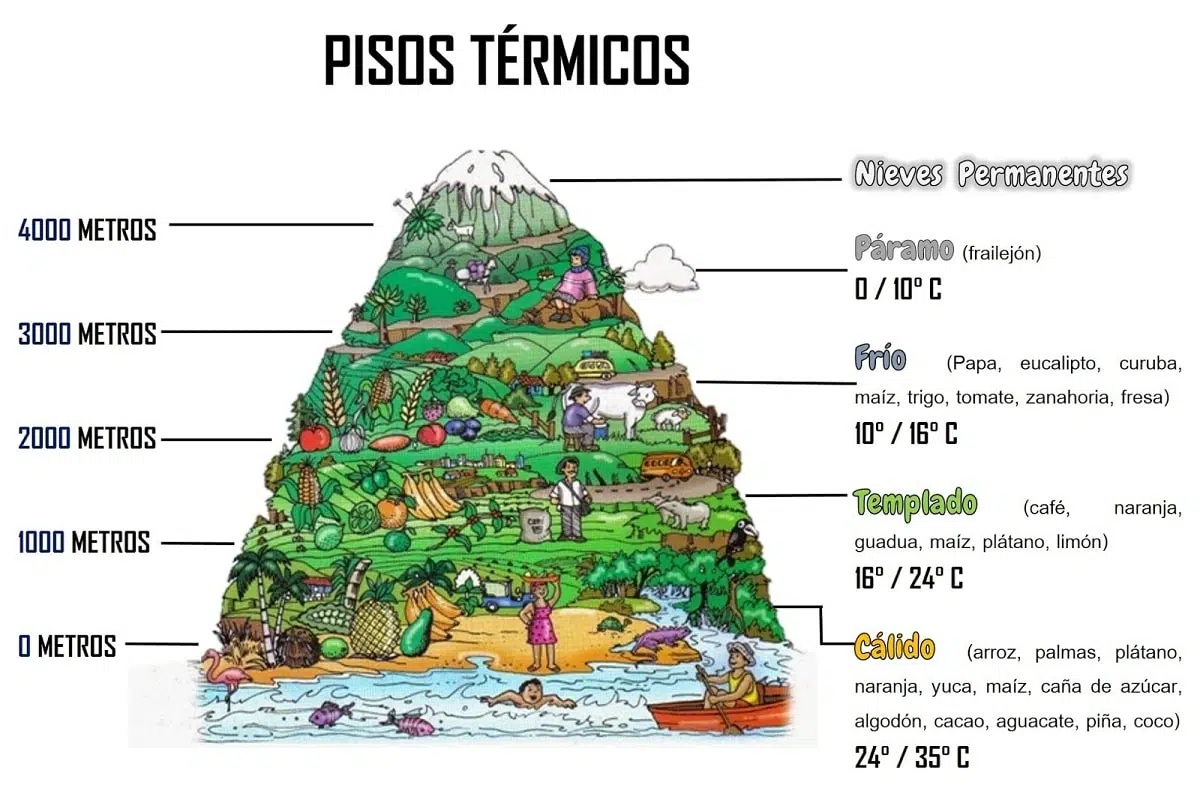 PISOS TÉRMICOS
Nieves Permanentes
4000 METROS
Páramo (frailejón)
0 / 10° C
3000 METROS
Frío (Papa, eucalipto, curuba,
maíz, trigo, tomate, zanahoria, fresa)
10° / 16° C
2000 METROS
Templado (café, naranja,
guadua, maíz, plátano, limón)
16° / 24° C
1000 METROS
0 METROS
Cálido (arroz, palmas, plátano,
naranja, yuca, maíz, caña de azúcar,
algodón, cacao, aguacate, piña, coco)
24° / 35° C